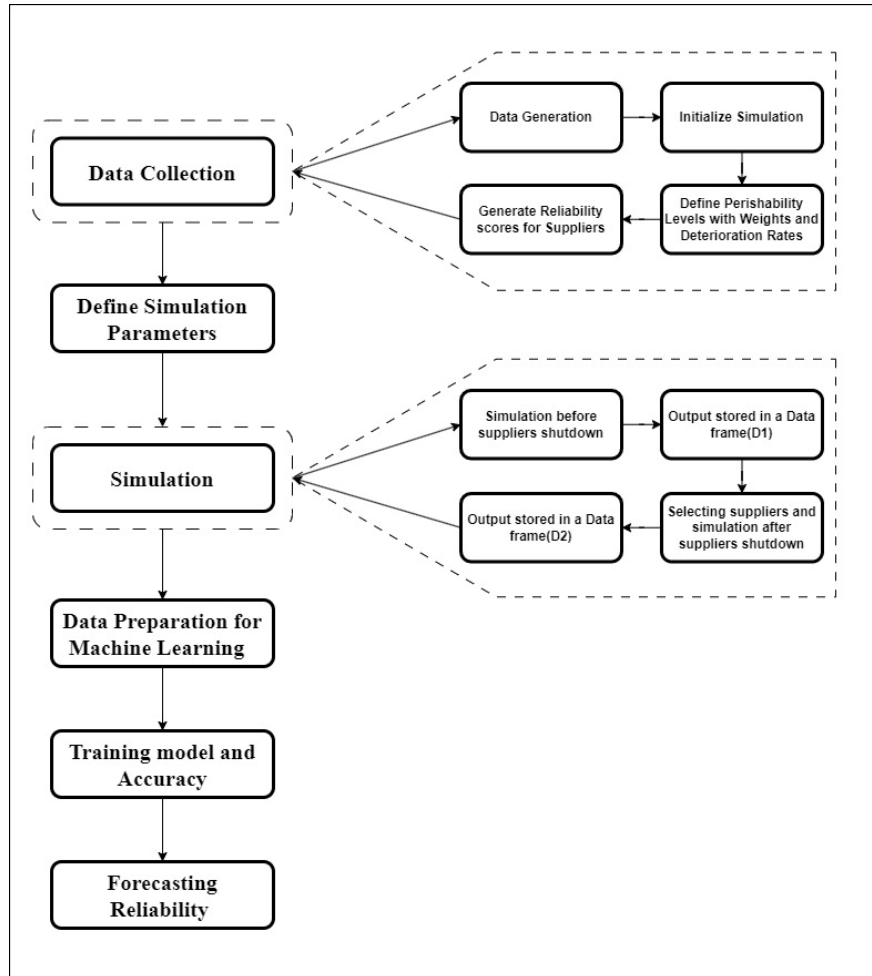 Data Collection
Define Simulation
Parameters
Simulation
Data Preparation for
Machine Learning
Training model and
Accuracy
Forecasting
Reliability
Data Generation
Initialize Simulation
Define Perishability
Levels with Weights and
Deterioration Rates
Generate Reliability
scores for Suppliers
Simulation before
suppliers shutdown
Output stored in a Data
frame(D1)
Selecting suppliers and
simulation after
suppliers shutdown
Output stored in a Data
frame(D2)